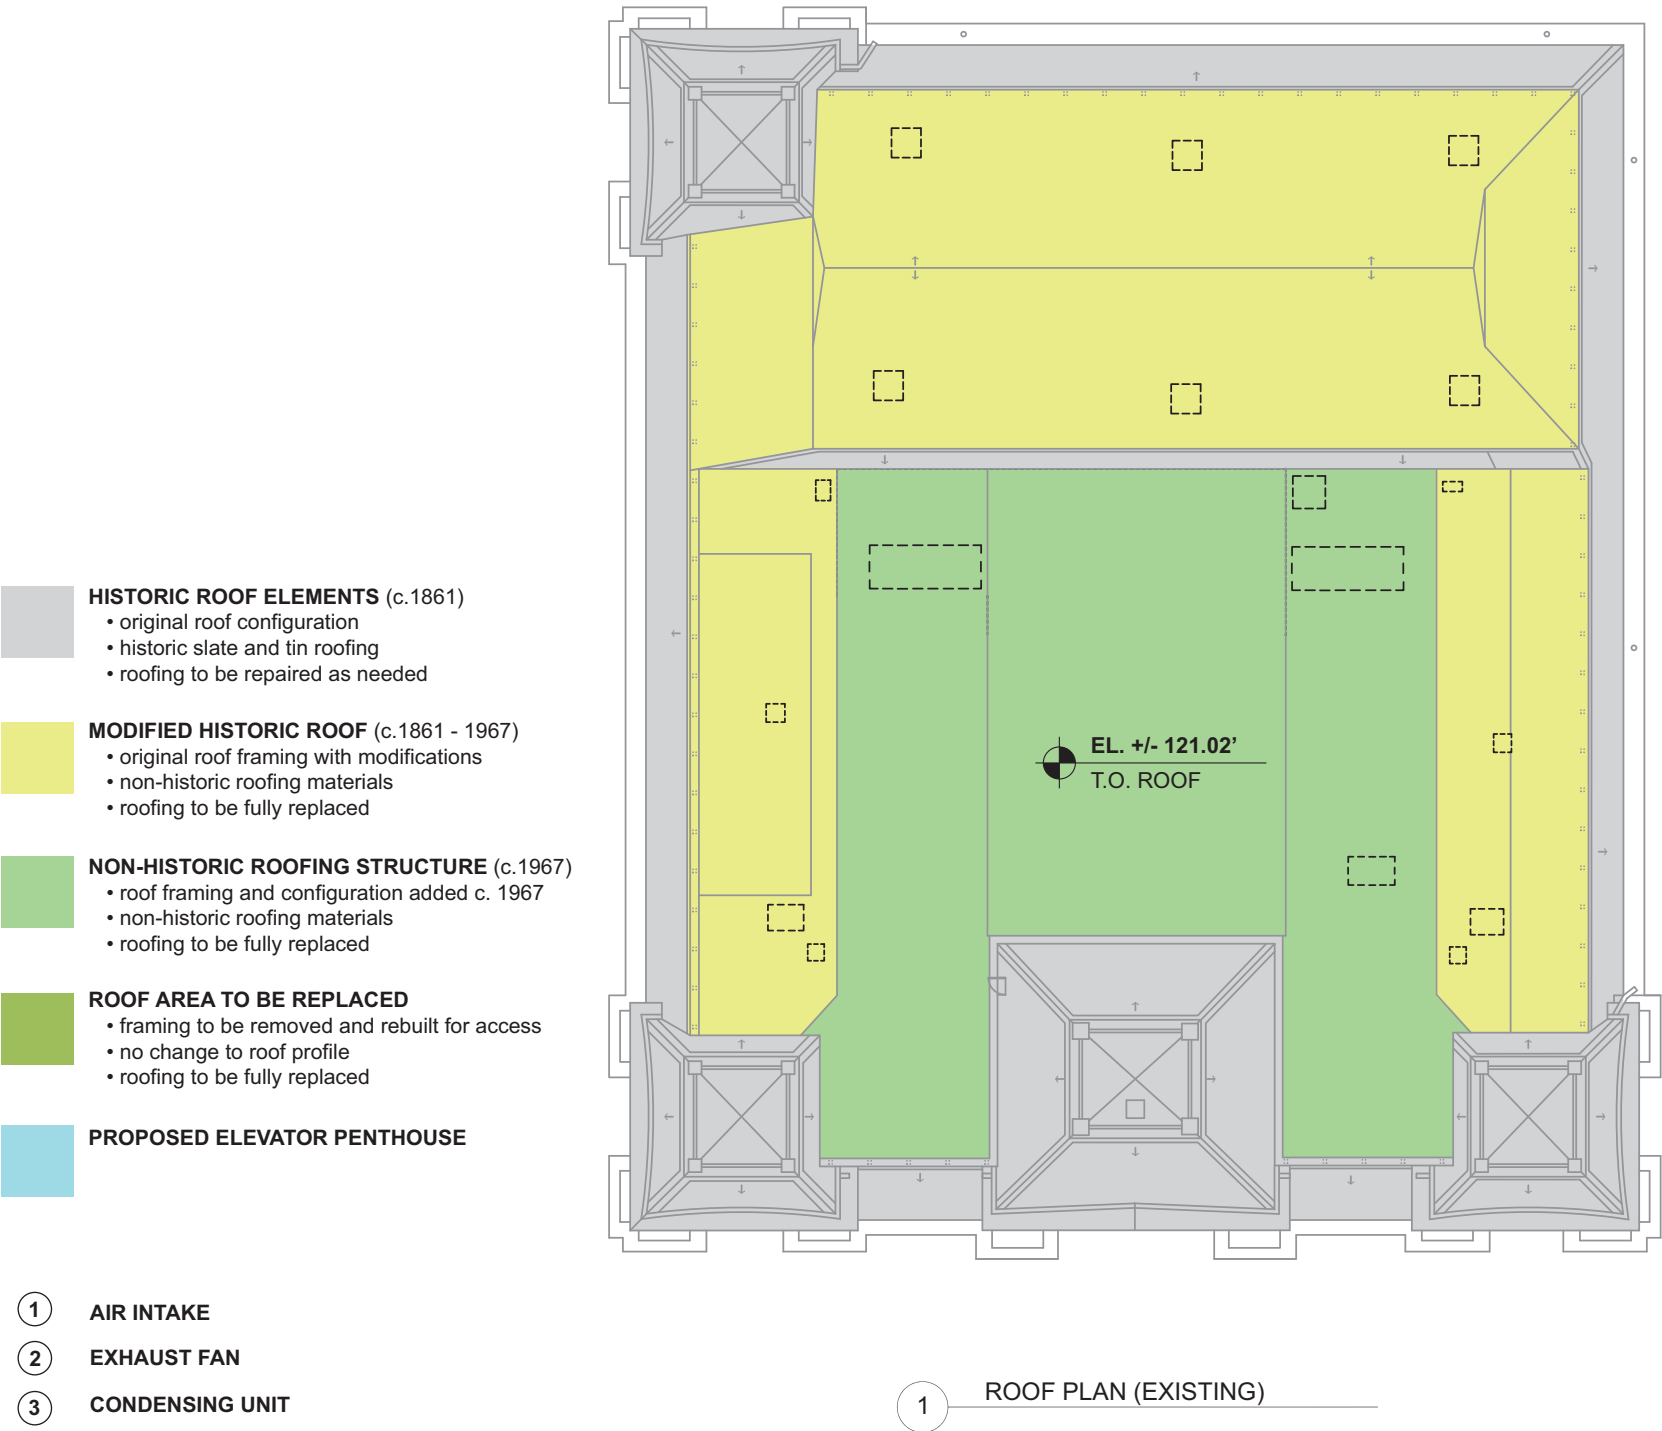 HISTORIC ROOF ELEMENTS (c.1861)
• original roof configuration
• historic slate and tin roofing
• roofing to be repaired as needed
MODIFIED HISTORIC ROOF (c.1861 - 1967)
• original roof framing with modifications
• non-historic roofing materials
• roofing to be fully replaced
NON-HISTORIC ROOFING STRUCTURE (c.1967)
• roof framing and configuration added c. 1967
• non-historic roofing materials
• roofing to be fully replaced
ROOF AREA TO BE REPLACED
• framing to be removed and rebuilt for access
• no change to roof profile
• roofing to be fully replaced
PROPOSED ELEVATOR PENTHOUSE
1 AIR INTAKE
2 EXHAUST FAN
3 CONDENSING UNIT
EL. +/- 121.02’
T.O. ROOF
1 ROOF PLAN (EXISTING)